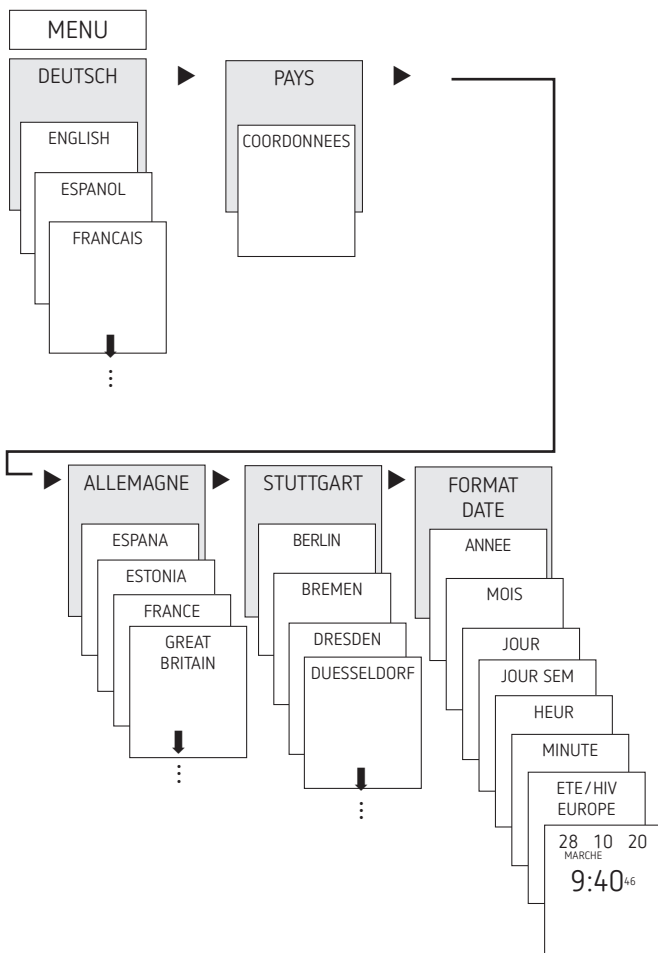 MENU
DEUTSCH
ENGLISH
ESPANOL
FRANCAIS
PAYS
COORDONNEES
ALLEMAGNE
ESPANA
ESTONIA
FRANCE
GREAT
BRITAIN
STUTTGART
BERLIN
BREMEN
DRESDEN
DUESSELDORF
FORMAT
DATE
ANNEE
MOIS
JOUR
JOUR SEM
HEUR
MINUTE
ETE/HIV
EUROPE
28 10 20
MARCHE
9:40 46